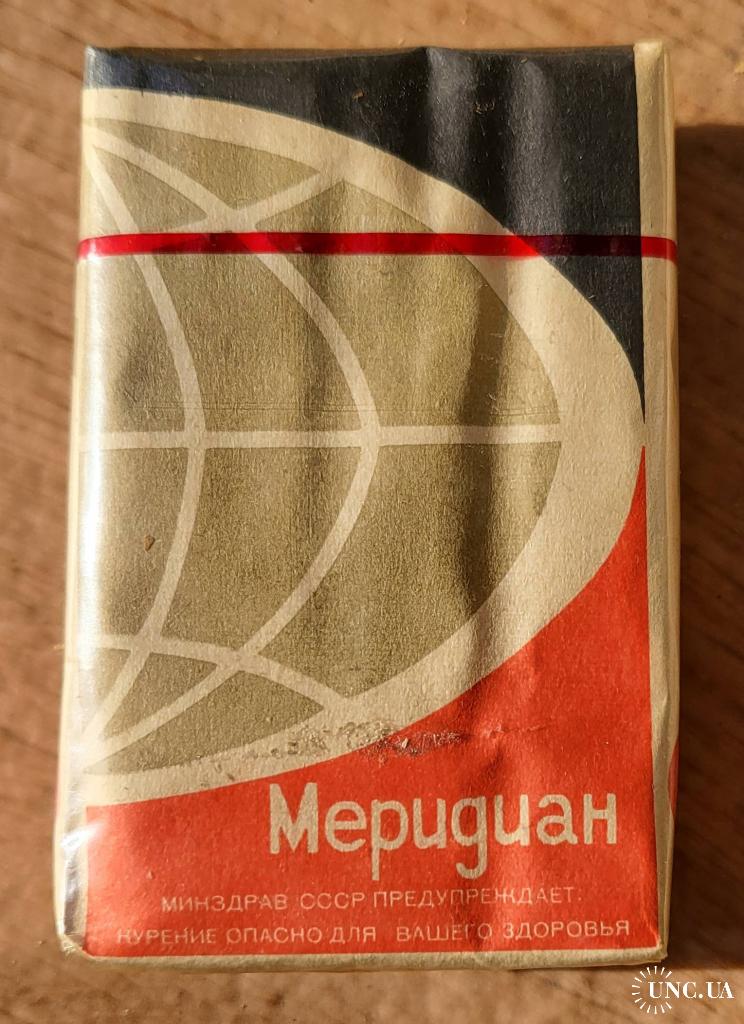 Меридиан
МИНЗДРАВ СССР ПРЕДУПРЕЖДАЕТ:
КУРЕНИЕ ОПАСНО ДЛЯ ВАШЕГО ЗДОРОВЬЯ
UNC.UA